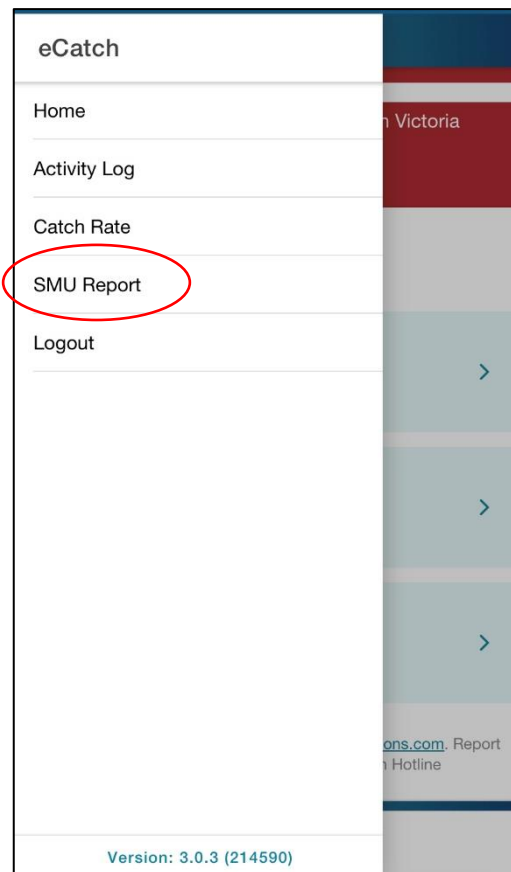 eCatch
Home
Victoria
Activity Log
Catch Rate
SMU Report
Logout
ons.com. Report
Hotline
Version: 3.0.3 (214590)